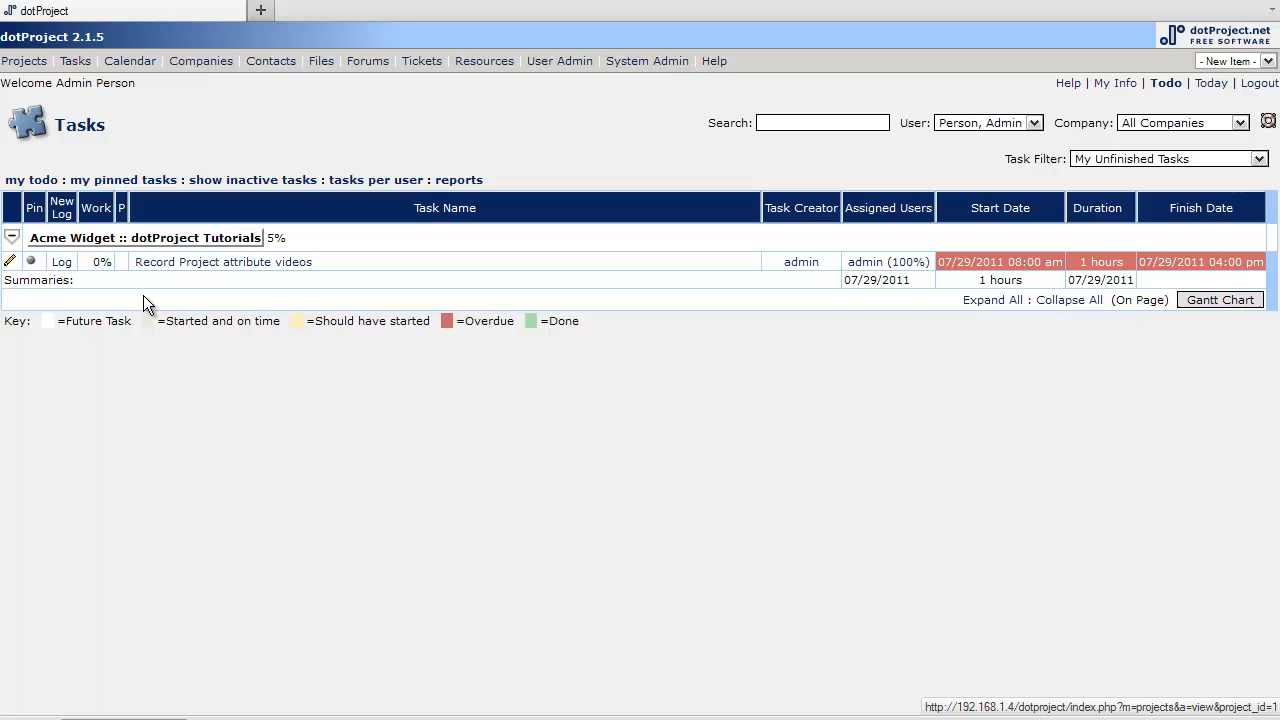 dotProject
dotProject 2.1.5
dotProject.net
FREE SOFTWARE
Projects Tasks Calendar Companies Contacts Files Forums Tickets Resources User Admin System Admin Help
- New Item -
Welcome Admin Person
Help | My Info | Todo | Today | Logout
Tasks
Search: User: Person, Admin Company: All Companies
Task Filter: My Unfinished Tasks
my todo : my pinned tasks : show inactive tasks : tasks per user : reports
Pin New Log Work P Task Name Task Creator Assigned Users Start Date Duration Finish Date
Acme Widget :: dotProject Tutorials 5%
Log 0% Record Project attribute videos admin admin (100%) 07/29/2011 08:00 am 1 hours 07/29/2011 04:00 pm
Summaries: 07/29/2011 1 hours 07/29/2011
Expand All : Collapse All (On Page) Gantt Chart
Key: =Future Task =Started and on time =Should have started =Overdue =Done
http://192.168.1.4/dotproject/index.php?m=projects&a=view&project_id=1